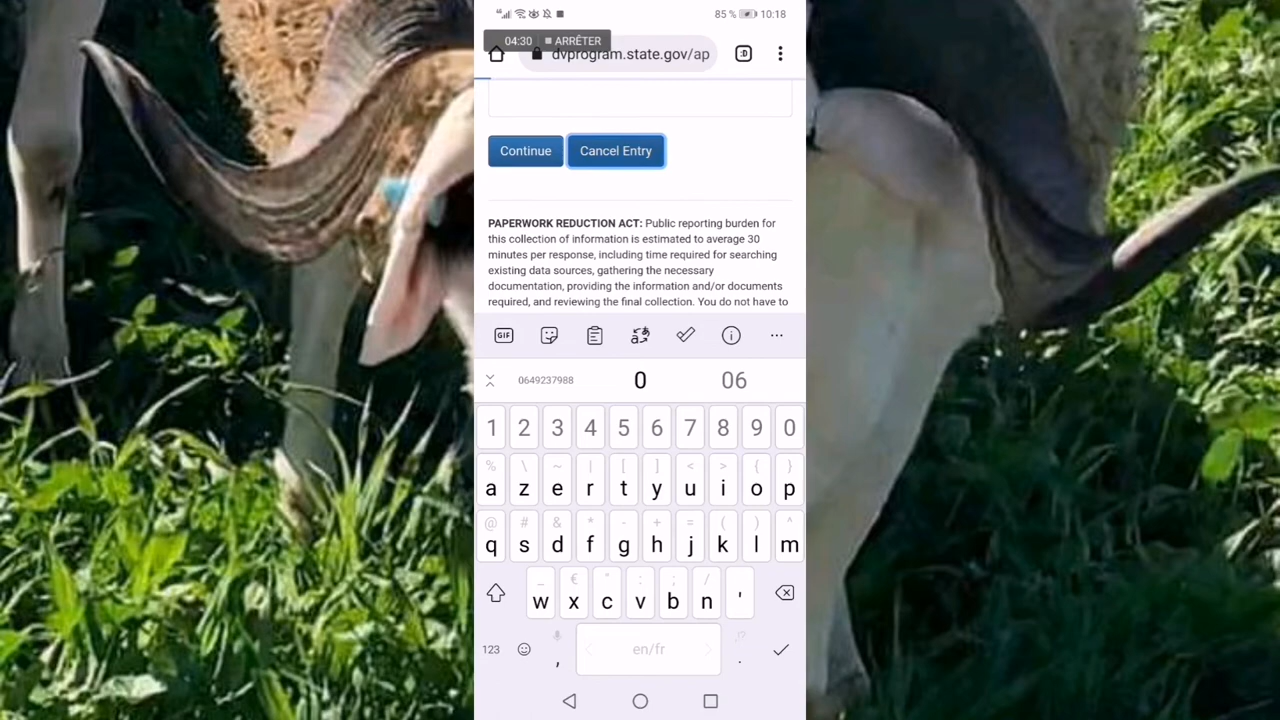 85 % 10:18
04:30 ARRÊTER
dvprogram.state.gov/ap
:D
Continue
Cancel Entry
PAPERWORK REDUCTION ACT: Public reporting burden for
this collection of information is estimated to average 30
minutes per response, including time required for searching
existing data sources, gathering the necessary
documentation, providing the information and/or documents
required, and reviewing the final collection. You do not have to
GIF
0649237988 0 06
1 2 3 4 5 6 7 8 9 0
% \ ~ | [ ] < > { }
a z e r t y u i o p
@ # & * - + = ( ) ^
q s d f g h j k l m
_ € " : ; /
w x c v b n '
123 , en/fr .